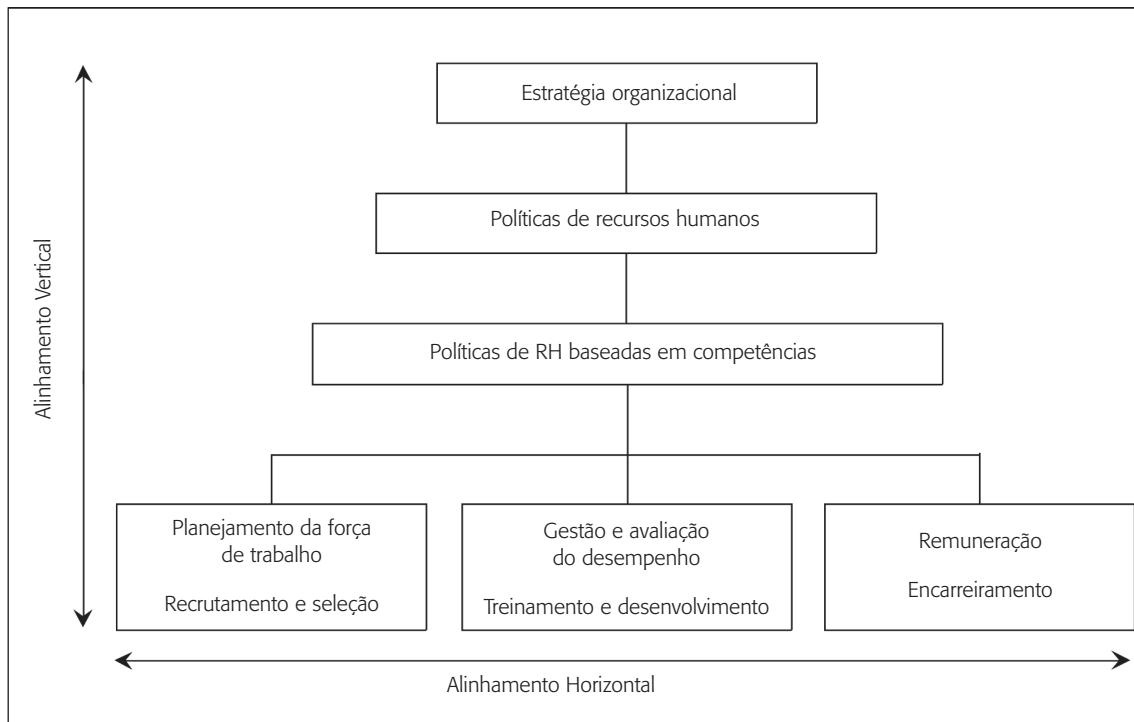 Estratégia organizacional
Políticas de recursos humanos
Alinhamento Vertical
Políticas de RH baseadas em competências
Planejamento da força
de trabalho
Recrutamento e seleção
Gestão e avaliação
do desempenho
Treinamento e desenvolvimento
Remuneração
Encarreiramento
Alinhamento Horizontal